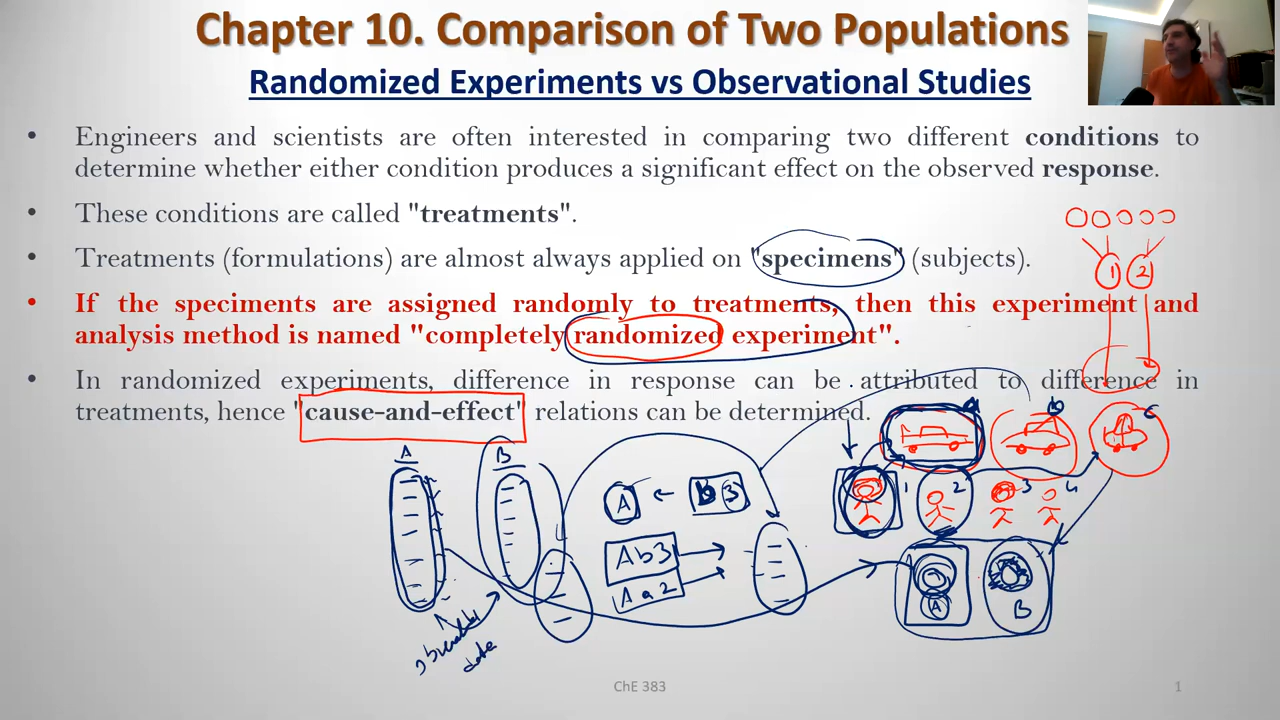 Chapter 10. Comparison of Two Populations
Randomized Experiments vs Observational Studies
• Engineers and scientists are often interested in comparing two different conditions to
determine whether either condition produces a significant effect on the observed response.
• These conditions are called "treatments".
• Treatments (formulations) are almost always applied on "specimens" (subjects).
• If the speciments are assigned randomly to treatments, then this experiment and
analysis method is named "completely randomized experiment".
• In randomized experiments, difference in response can be attributed to difference in
treatments, hence "cause-and-effect" relations can be determined.
1 2
A B
A b 3
A b3
A a 2
1 2 3 4
A B
data
ChE 383
1